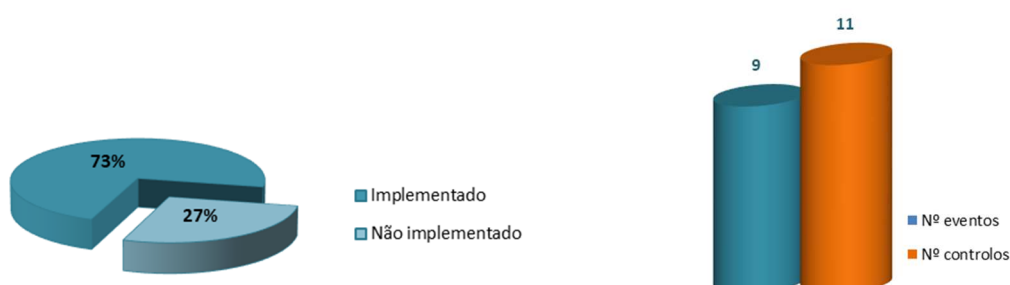 73%
27%
Implementado
Não implementado
9
11
Nº eventos
Nº controlos